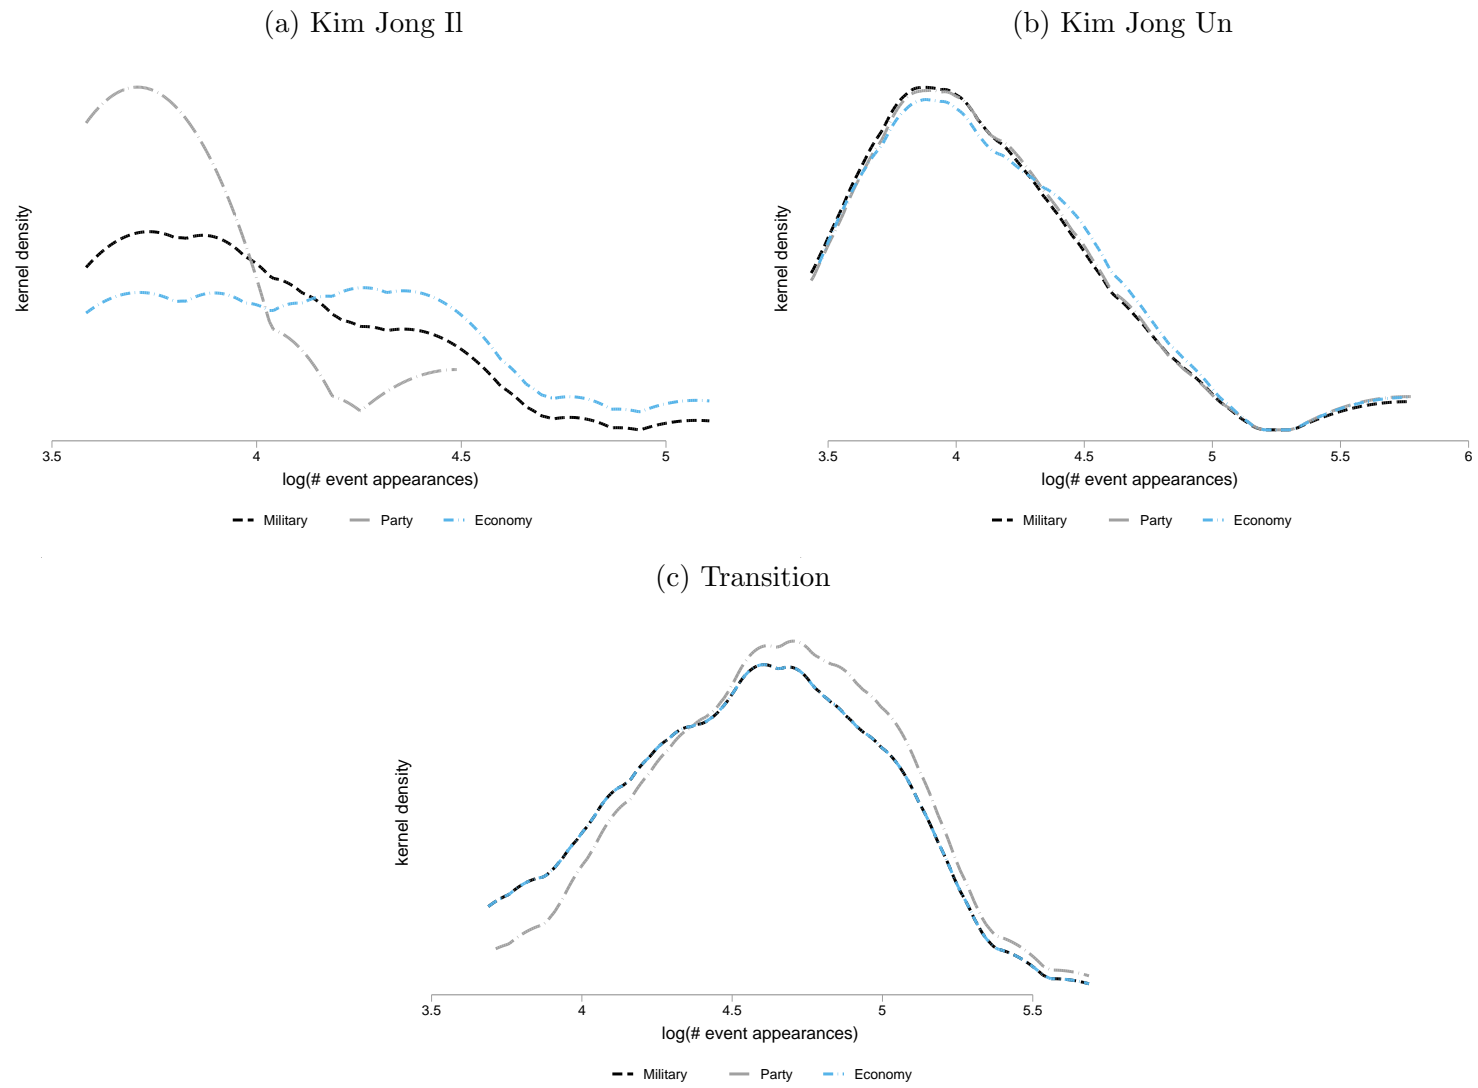 (a) Kim Jong Il
kernel density
3.5 4 4.5 5
log(# event appearances)
Military Party Economy
(b) Kim Jong Un
kernel density
3.5 4 4.5 5 5.5 6
log(# event appearances)
Military Party Economy
(c) Transition
kernel density
3.5 4 4.5 5 5.5
log(# event appearances)
Military Party Economy